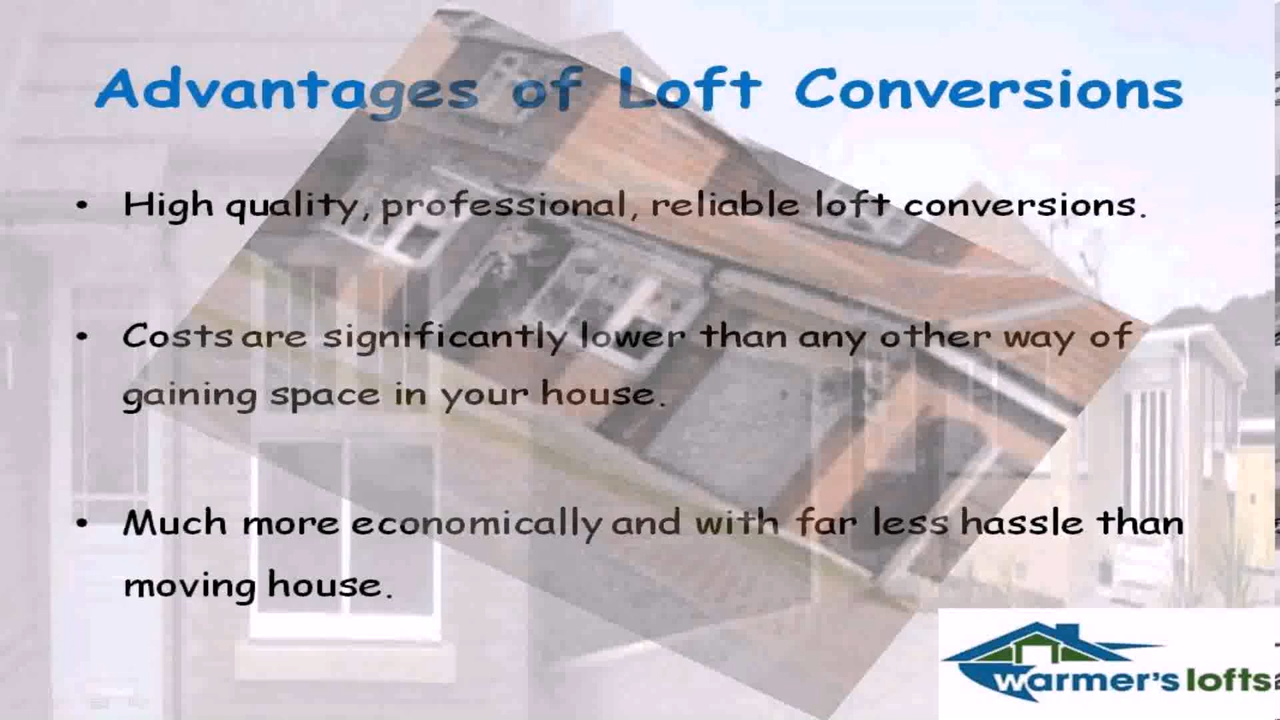 Advantages of Loft Conversions
• High quality, professional, reliable loft conversions.
• Costs are significantly lower than any other way of
gaining space in your house.
• Much more economically and with far less hassle than
moving house.
warmer's lofts